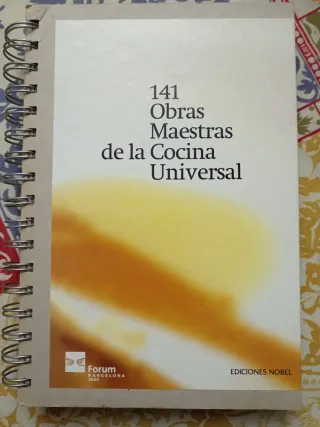 141
Obras
Maestras
de la Cocina
Universal
Forum
BARCELONA
2004
EDICIONES NOBEL